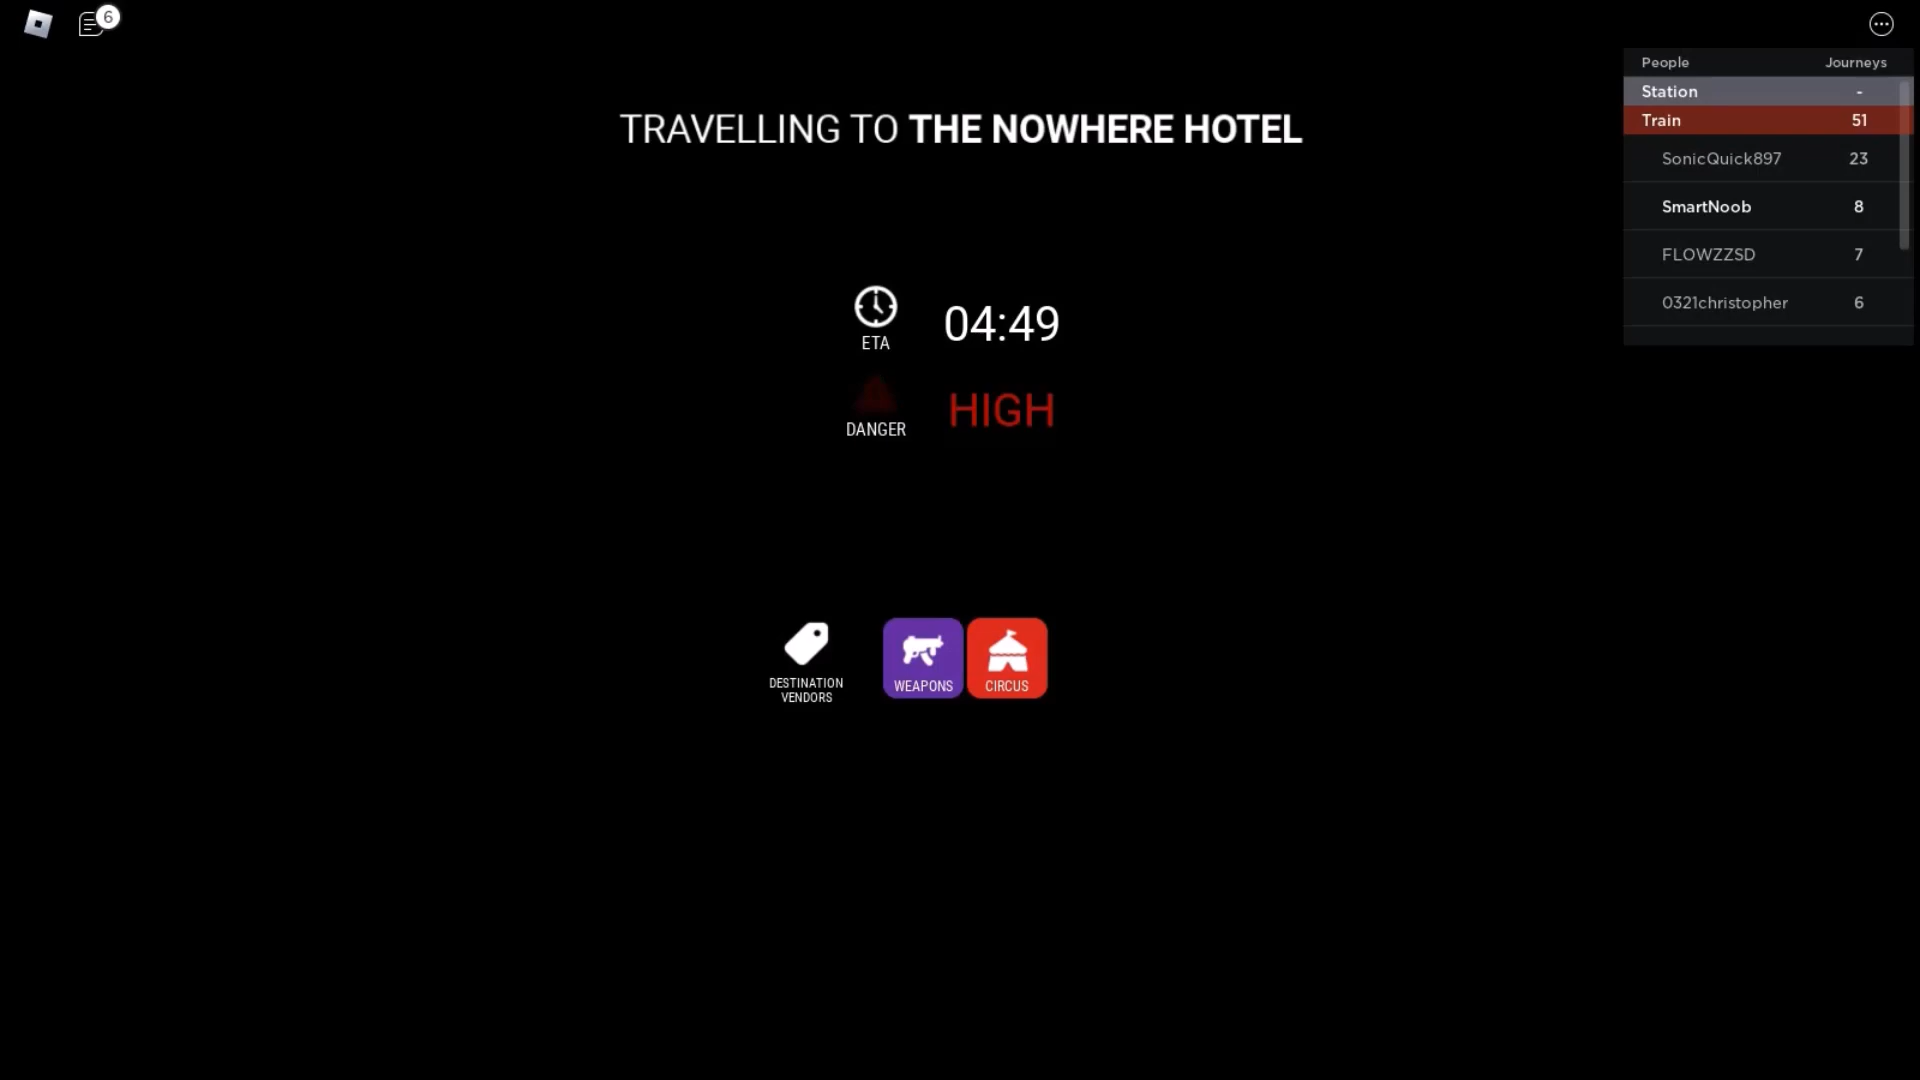 6
People Journeys
Station -
Train 51
SonicQuick897 23
SmartNoob 8
FLOWZZSD 7
0321christopher 6
TRAVELLING TO THE NOWHERE HOTEL
ETA 04:49
DANGER HIGH
DESTINATION
VENDORS
WEAPONS
CIRCUS